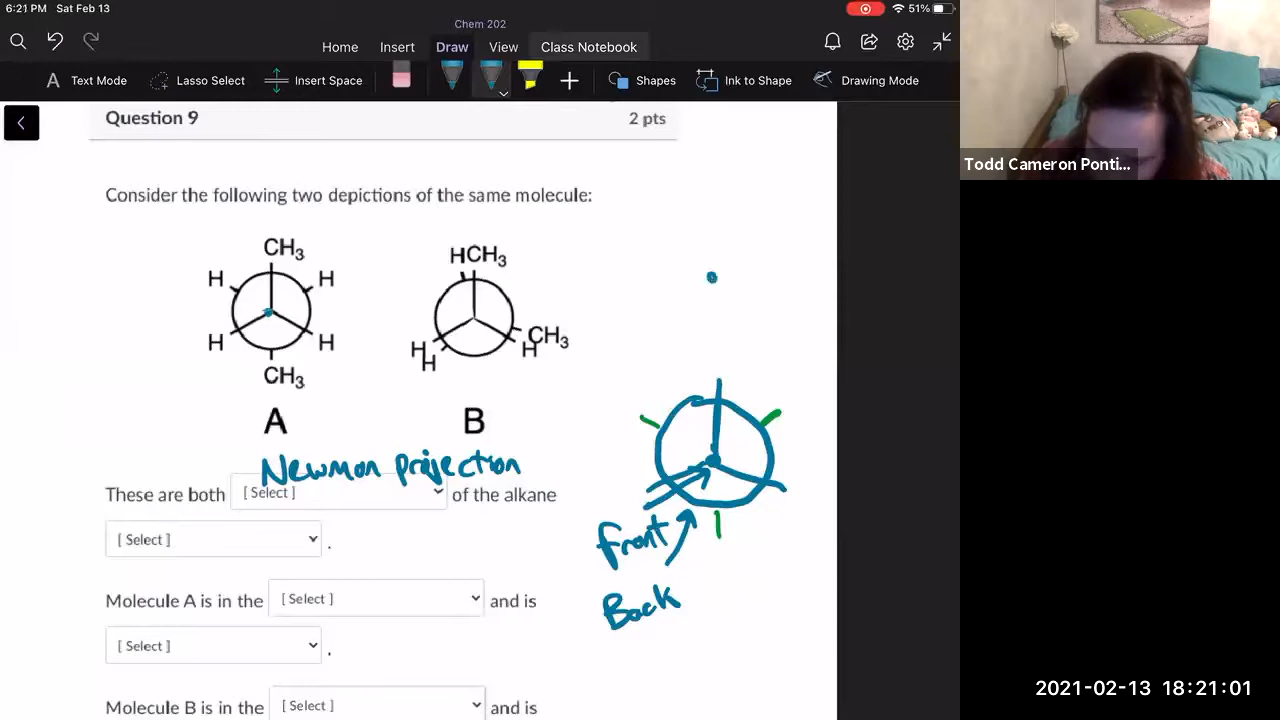 6:21 PM Sat Feb 13
51%
Chem 202
Home Insert Draw View Class Notebook
Text Mode Lasso Select Insert Space Shapes Ink to Shape Drawing Mode
Question 9 2 pts
Consider the following two depictions of the same molecule:
CH3
H H
H H
CH3
A
HCH3
CH3
H H
H
B
Newman projection
These are both [ Select ] of the alkane
[ Select ] .
Molecule A is in the [ Select ] and is
[ Select ] .
Molecule B is in the [ Select ] and is
front
Back
Todd Cameron Ponti...
2021-02-13 18:21:01